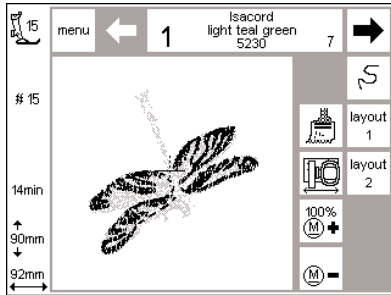 15
menu
1
Isacord
light teal green
5230
7
# 15
14min
90mm
92mm
layout
1
layout
2
100%
M +
M -